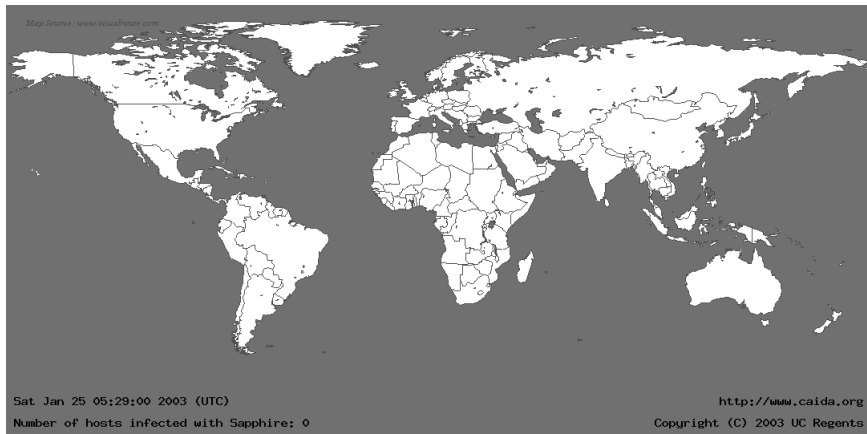 Map Source : www.visualroute.com
Sat Jan 25 05:29:00 2003 (UTC)
http://www.caida.org
Number of hosts infected with Sapphire: 0
Copyright (C) 2003 UC Regents